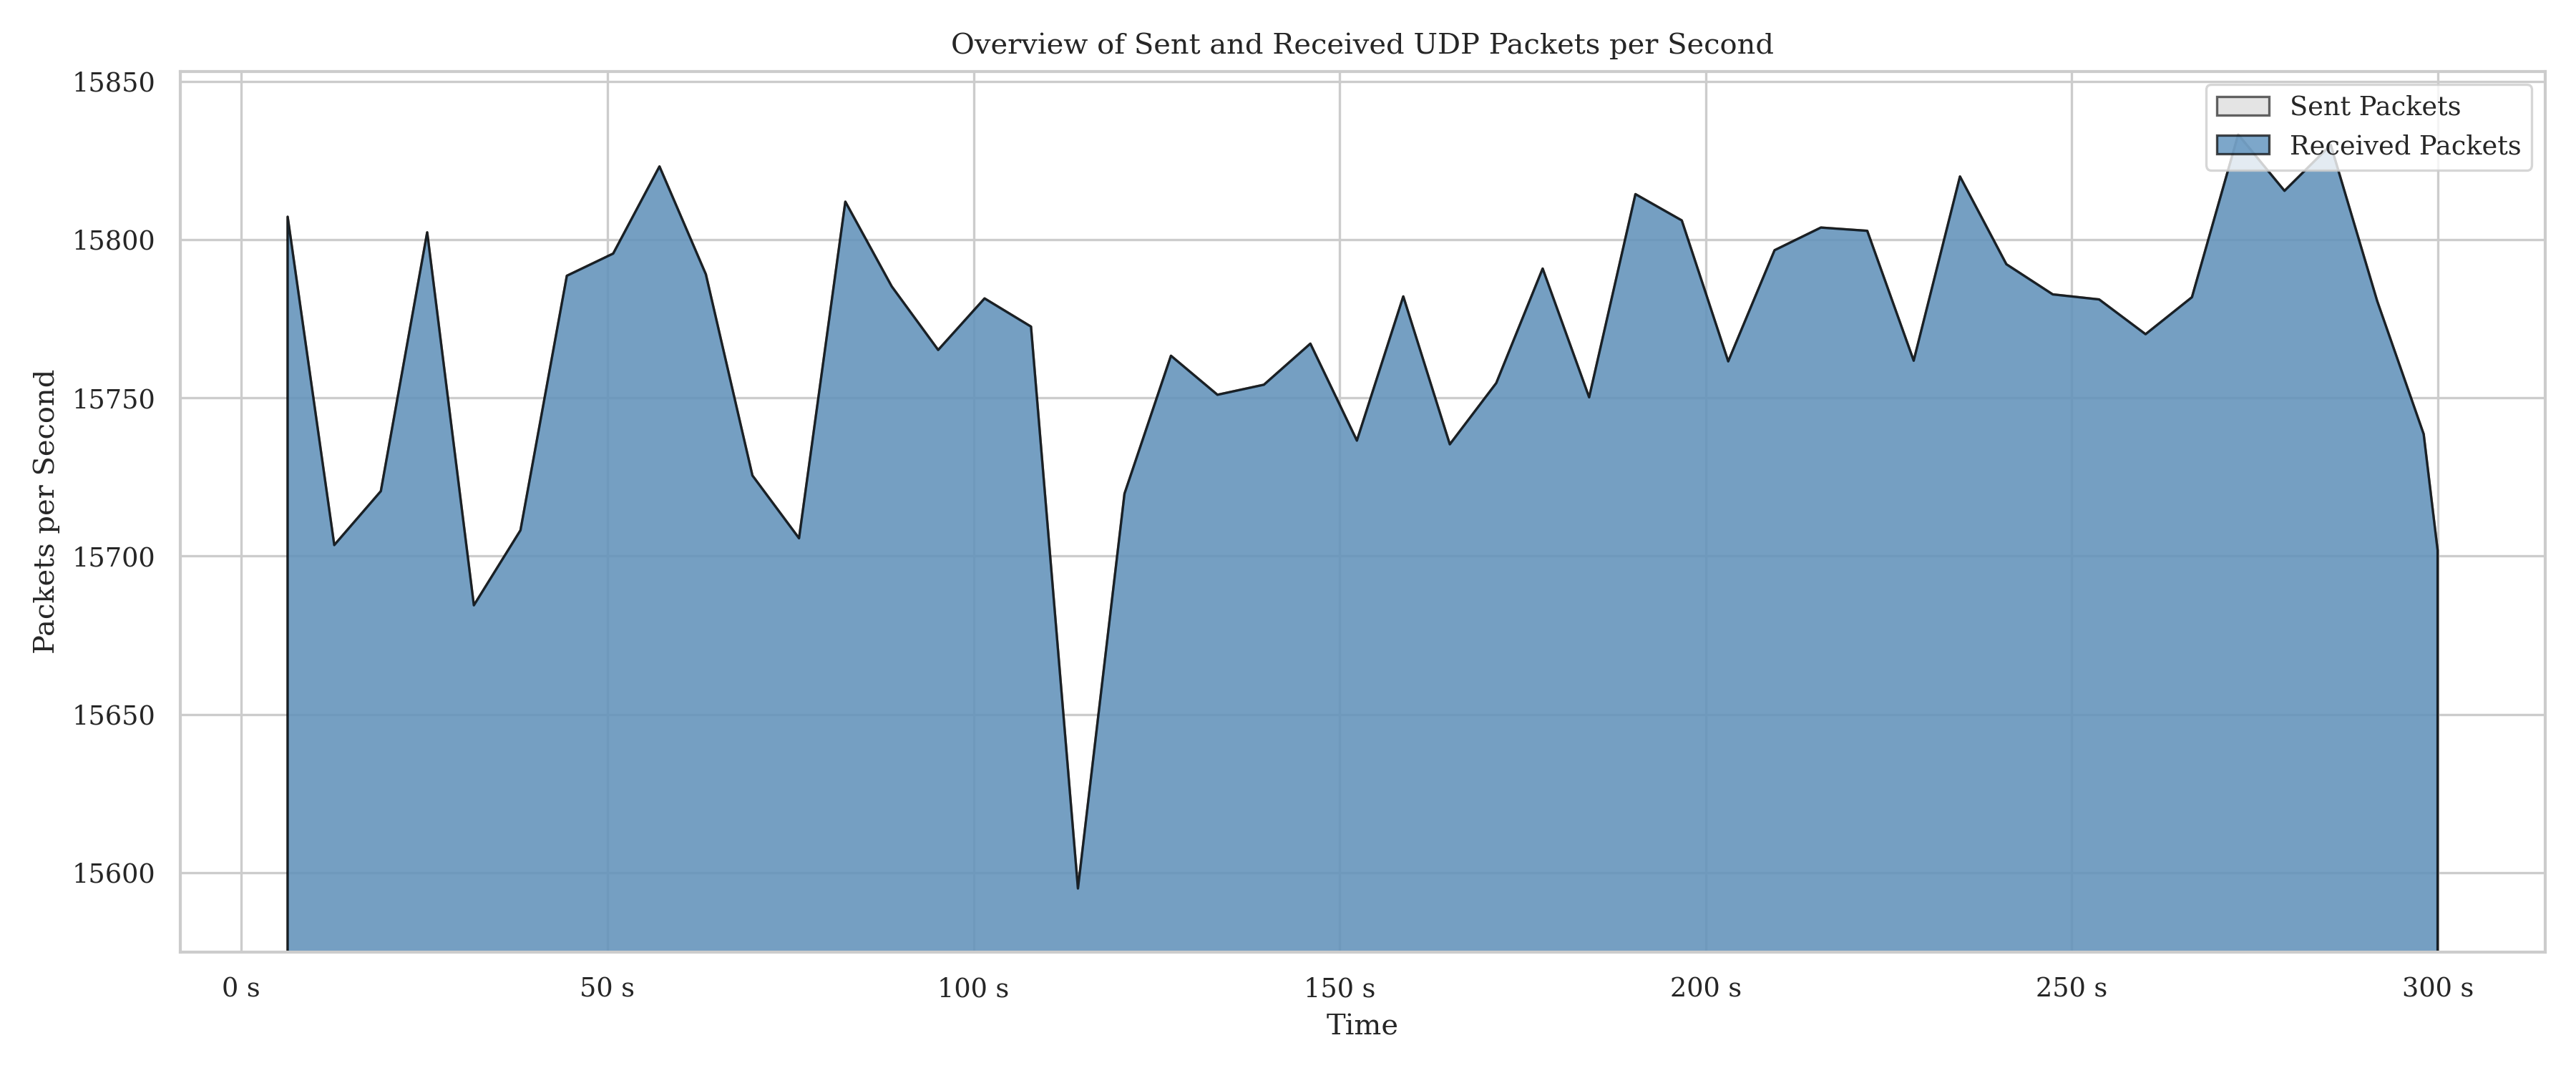 Overview of Sent and Received UDP Packets per Second
15850
15800
15750
15700
15650
15600
Packets per Second
Sent Packets
Received Packets
0 s
50 s
100 s
150 s
200 s
250 s
300 s
Time